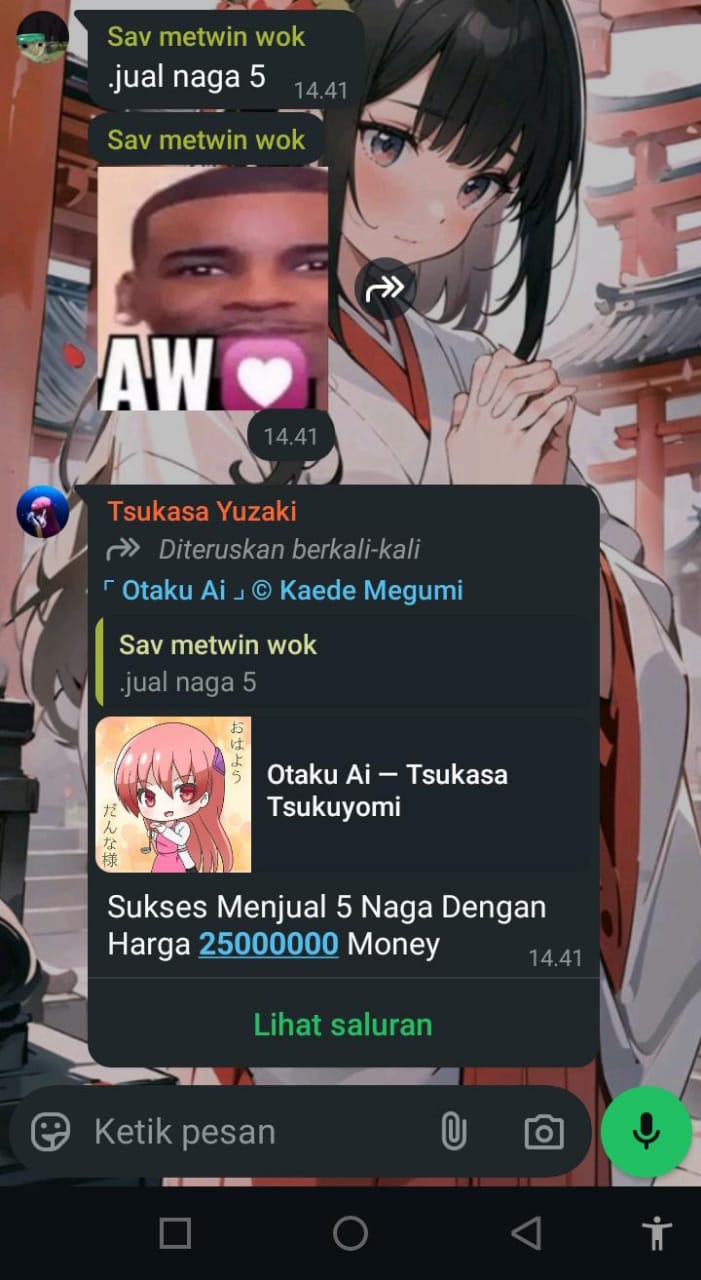 Sav metwin wok
.jual naga 5
14.41
Sav metwin wok
AW
14.41
Tsukasa Yuzaki
Diteruskan berkali-kali
「 Otaku Ai 」 © Kaede Megumi
Sav metwin wok
.jual naga 5
おはよう
だんな様
Otaku Ai — Tsukasa
Tsukuyomi
Sukses Menjual 5 Naga Dengan
Harga 25000000 Money
14.41
Lihat saluran
Ketik pesan